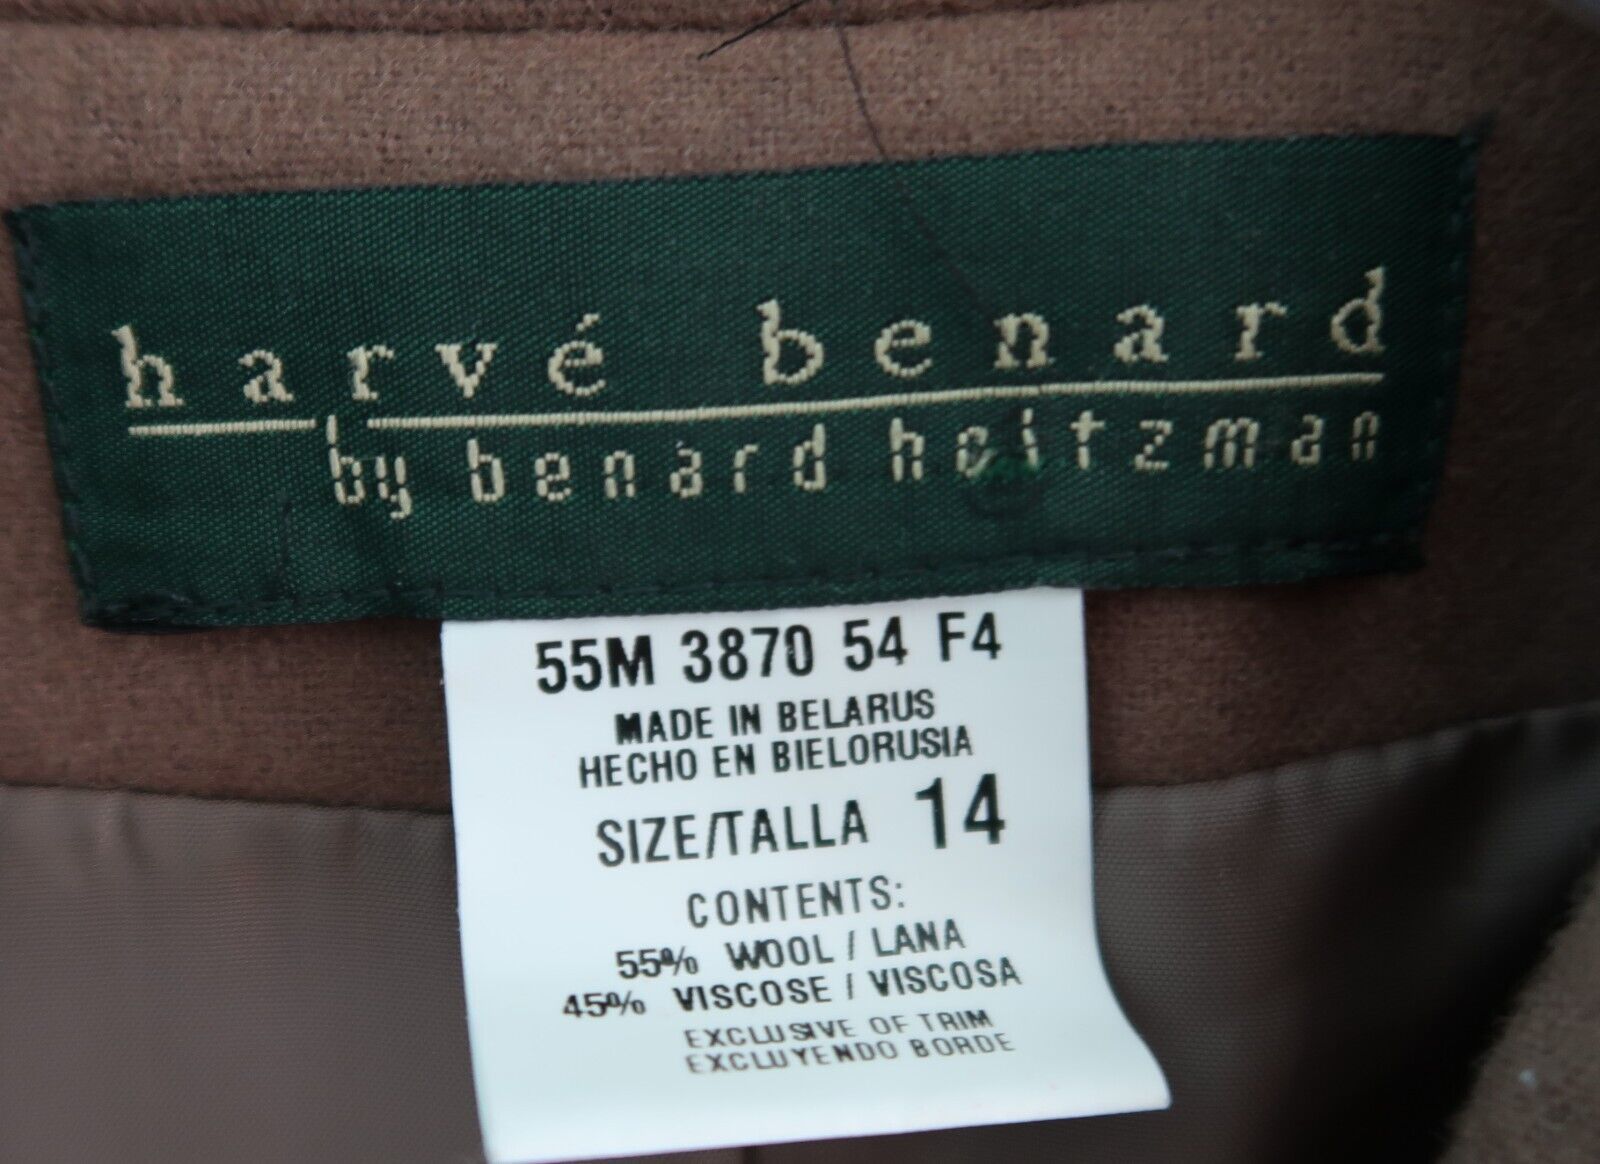 harvé benard
by benard holtzman
55M 3870 54 F4
MADE IN BELARUS
HECHO EN BIELORUSIA
SIZE/TALLA 14
CONTENTS:
55% WOOL / LANA
45% VISCOSE / VISCOSA
EXCLUSIVE OF TRIM
EXCLUYENDO BORDE